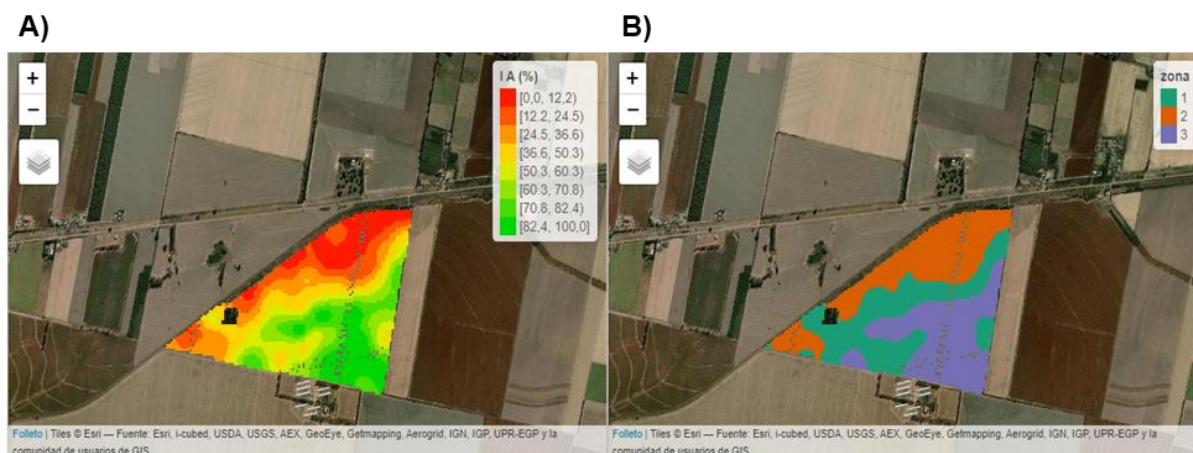 A)
B)
+
−
I A (%)
[0,0, 12,2)
[12.2, 24.5)
[24.5, 36.6)
[36.6, 50.3)
[50.3, 60.3)
[60.3, 70.8)
[70.8, 82.4)
[82.4, 100,0]
Folleto | Tiles © Esri — Fuente: Esri, i-cubed, USDA, USGS, AEX, GeoEye, Getmapping, Aerogrid, IGN, IGP, UPR-EGP y la
comunidad de usuarios de GIS
+
−
zona
1
2
3
Folleto | Tiles © Esri — Fuente: Esri, i-cubed, USDA, USGS, AEX, GeoEye, Getmapping, Aerogrid, IGN, IGP, UPR-EGP y la
comunidad de usuarios de GIS